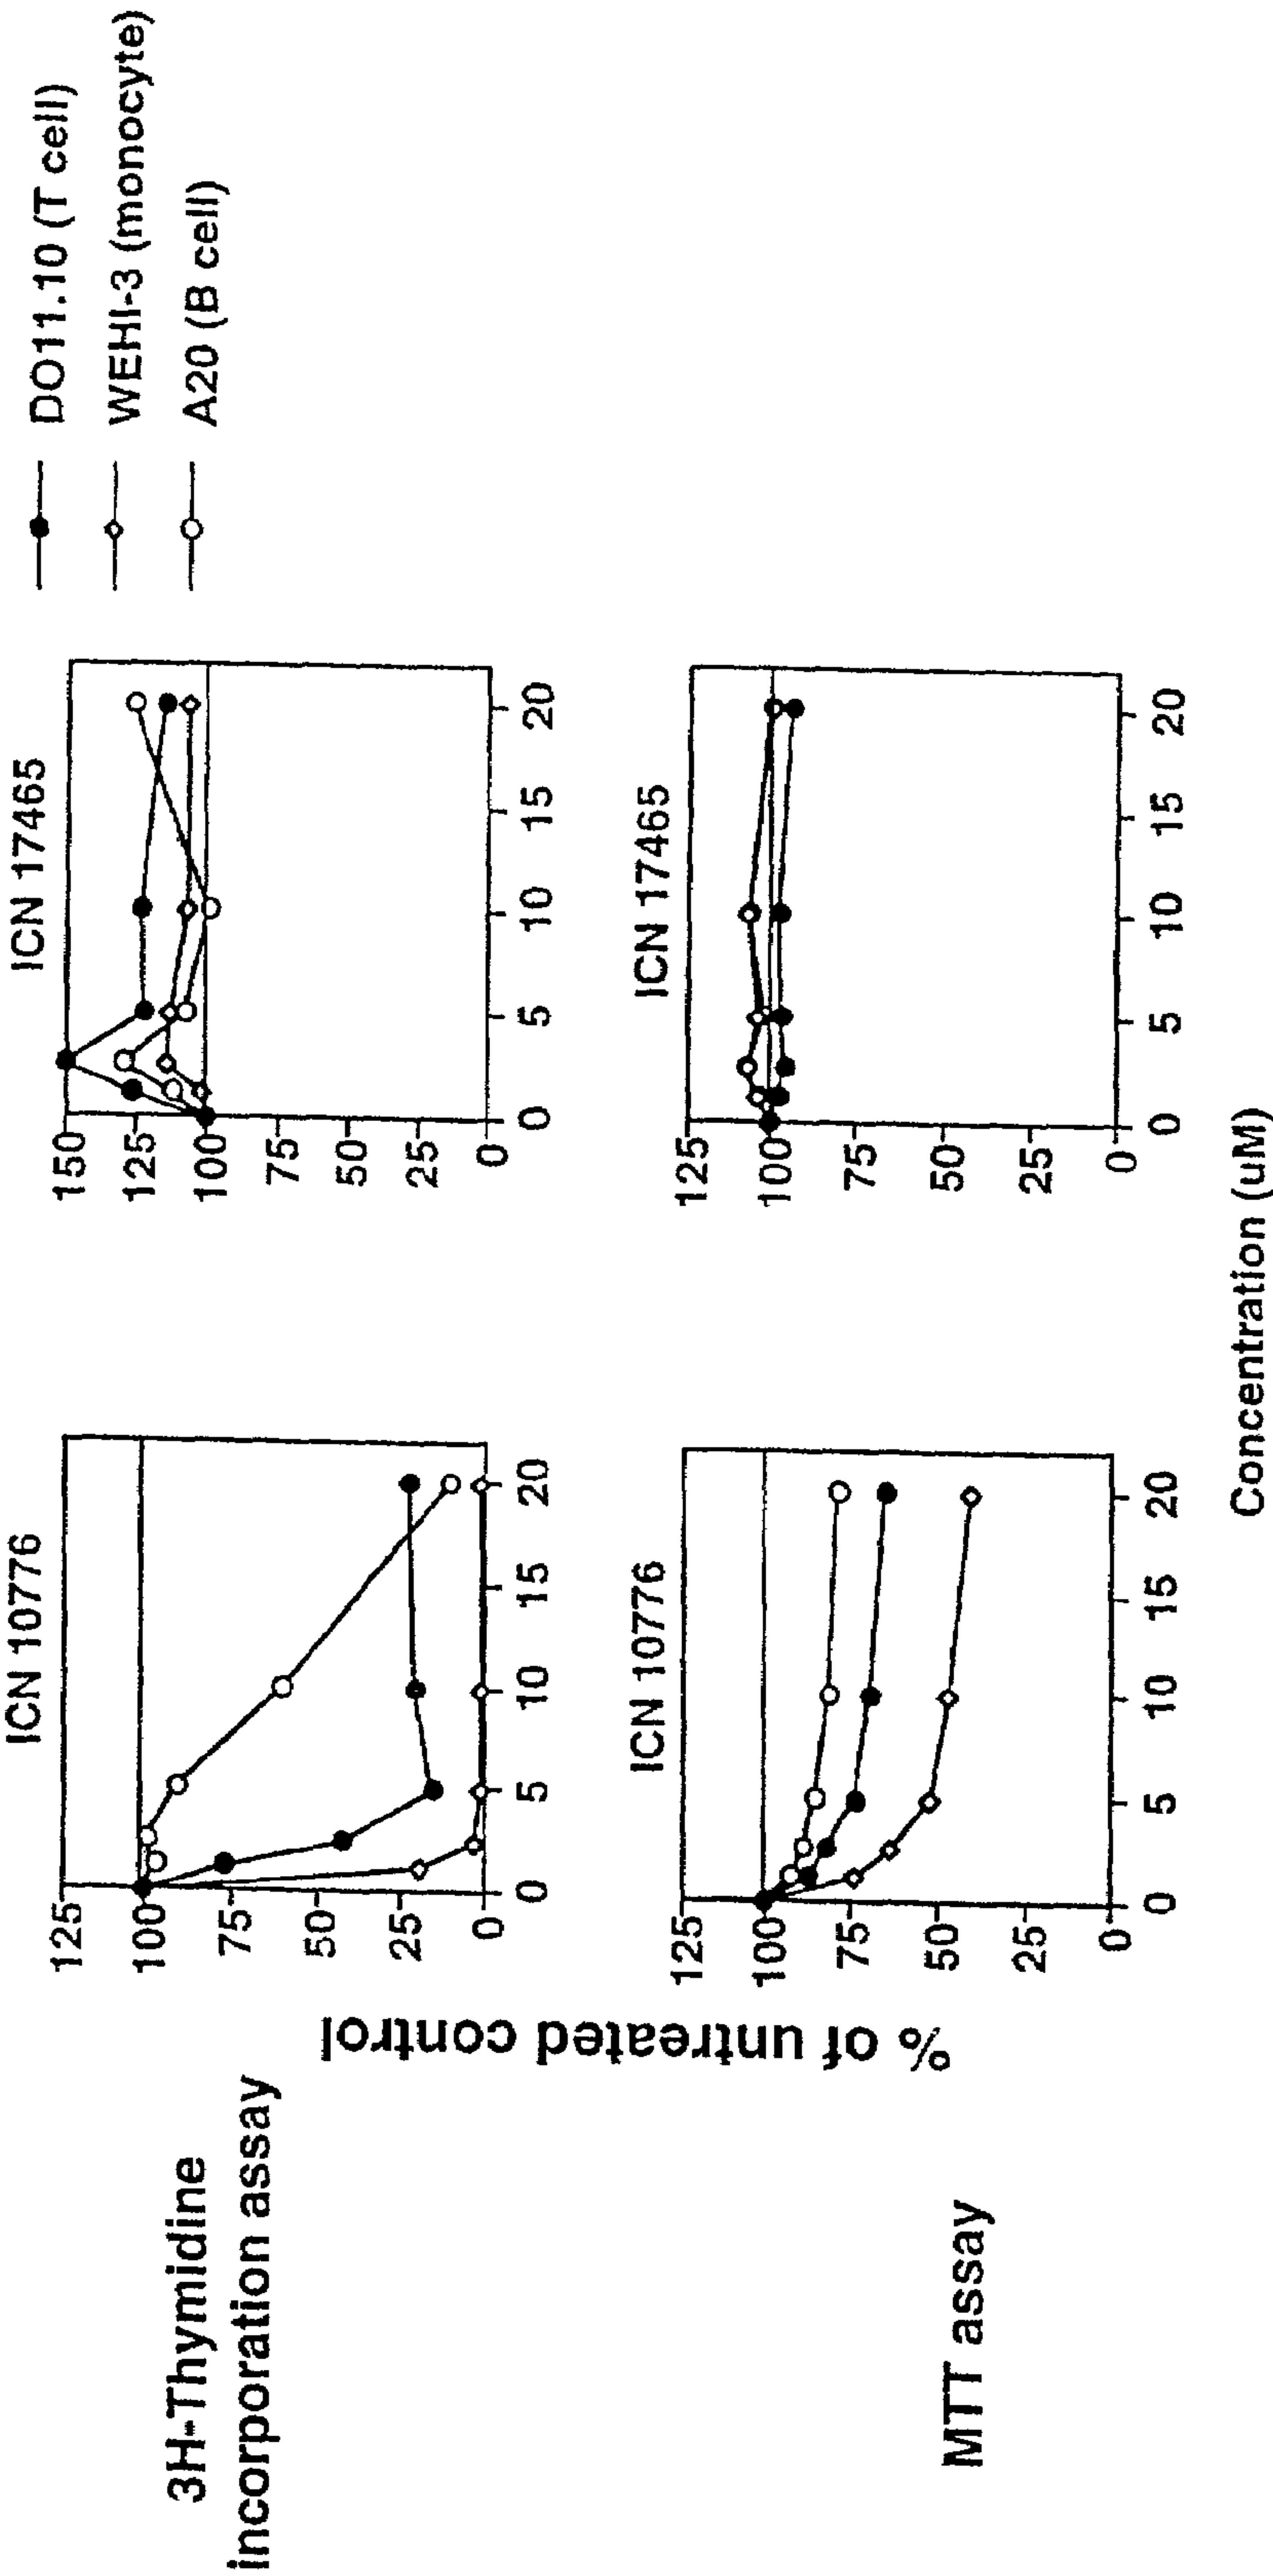 DO11.10 (T cell)
WEHI-3 (monocyte)
A20 (B cell)
3H-Thymidine
incorporation assay
ICN 10776
125
100
75
50
25
0
0 5 10 15 20
ICN 17465
150
125
100
75
50
25
0
0 5 10 15 20
% of untreated control
MTT assay
ICN 10776
125
100
75
50
25
0
0 5 10 15 20
ICN 17465
125
100
75
50
25
0
0 5 10 15 20
Concentration (uM)